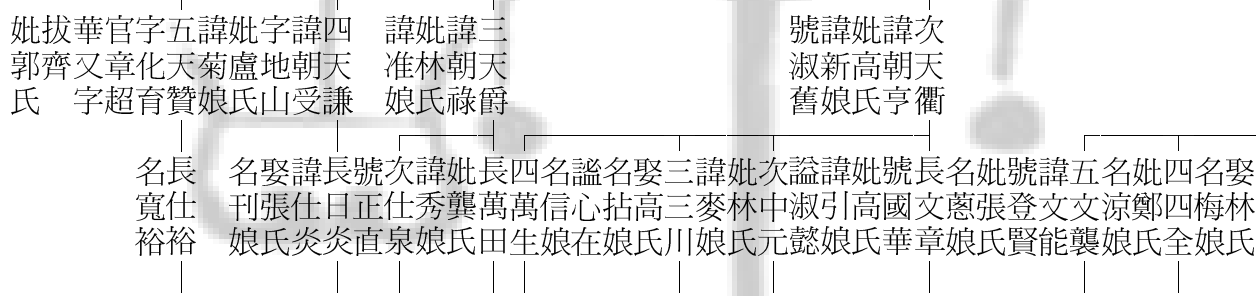 次天衢
諱朝亨
妣高氏
諱新娘
號淑舊
三天爵
諱朝祿
妣林氏
諱准娘
四天謙
諱朝受
字地山
妣盧氏
諱菊娘
五天贊
字化育
官章超
華又字
拔齊
妣郭氏
娶林氏
名梅娘
四四全
妣鄭氏
名涼娘
五文襲
諱文能
號登賢
妣張氏
名蒽娘
長文章
號國華
妣高氏
諱引娘
謚淑懿
次中元
妣林氏
諱麥娘
三三川
娶高氏
名拈娘
謐心在
名信娘
四萬生
長萬田
妣龔氏
諱秀娘
次仕泉
號正直
長日炎
諱仕炎
娶張氏
名刊娘
長仕裕
名寬裕